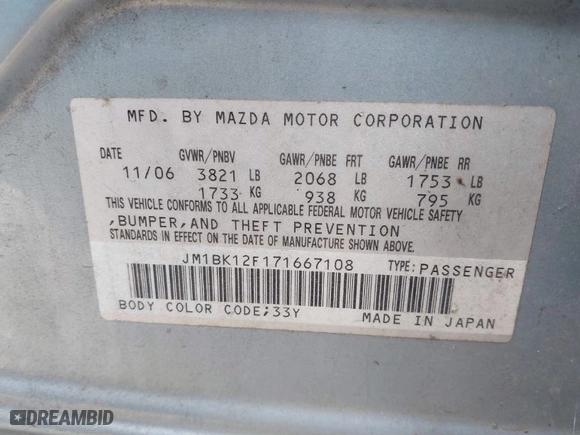 MFD. BY MAZDA MOTOR CORPORATION
DATE GVWR/PNBV GAWR/PNBE FRT GAWR/PNBE RR
11/06 3821 LB 2068 LB 1753 LB
1733 KG 938 KG 795 KG
THIS VEHICLE CONFORMS TO ALL APPLICABLE FEDERAL MOTOR VEHICLE SAFETY
,BUMPER,AND THEFT PREVENTION
STANDARDS IN EFFECT ON THE DATE OF MANUFACTURE SHOWN ABOVE.
JM1BK12F171667108 TYPE:PASSENGER
BODY COLOR CODE;33Y MADE IN JAPAN
DREAMBID